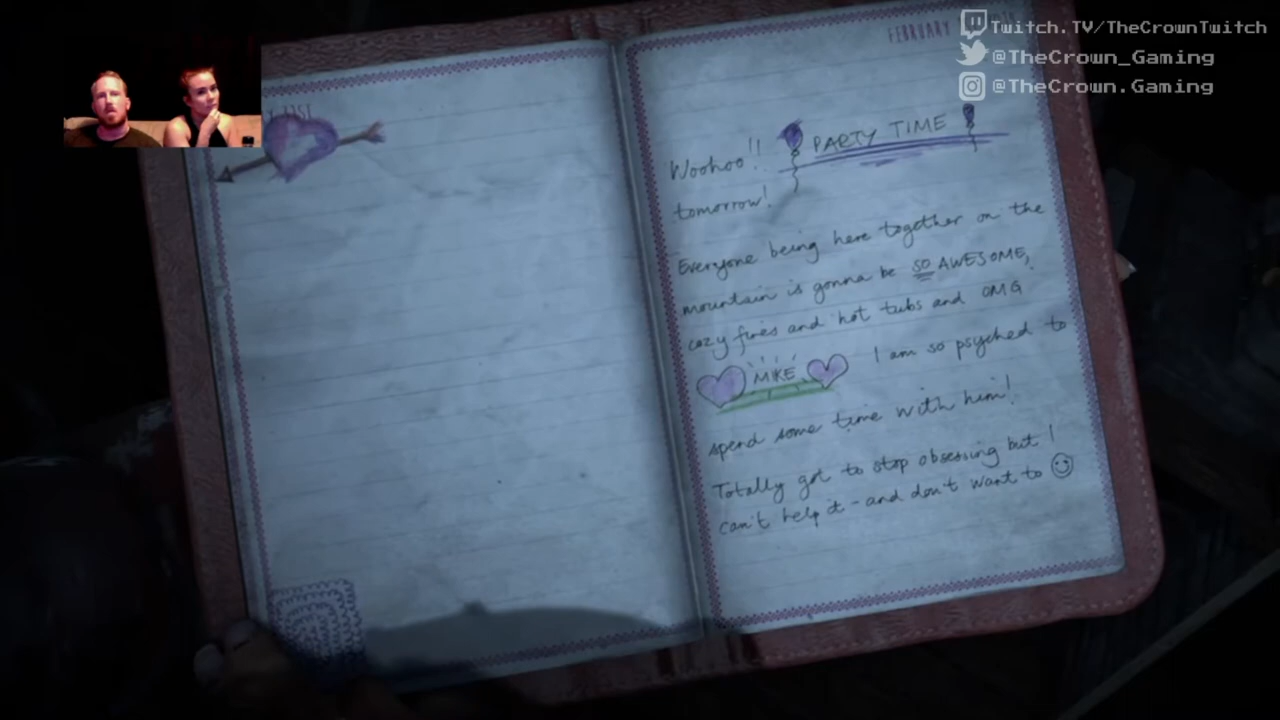 Twitch.TV/TheCrownTwitch
@TheCrown_Gaming
@TheCrown.Gaming
FEBRUARY
Woohoo!! PARTY TIME
tomorrow!
Everyone being here together on the
mountain is gonna be SO AWESOME,
cozy fires and hot tubs and OMG
MIKE I am so psyched to
spend some time with him!
Totally got to stop obsessing but I
can't help it - and don't want to